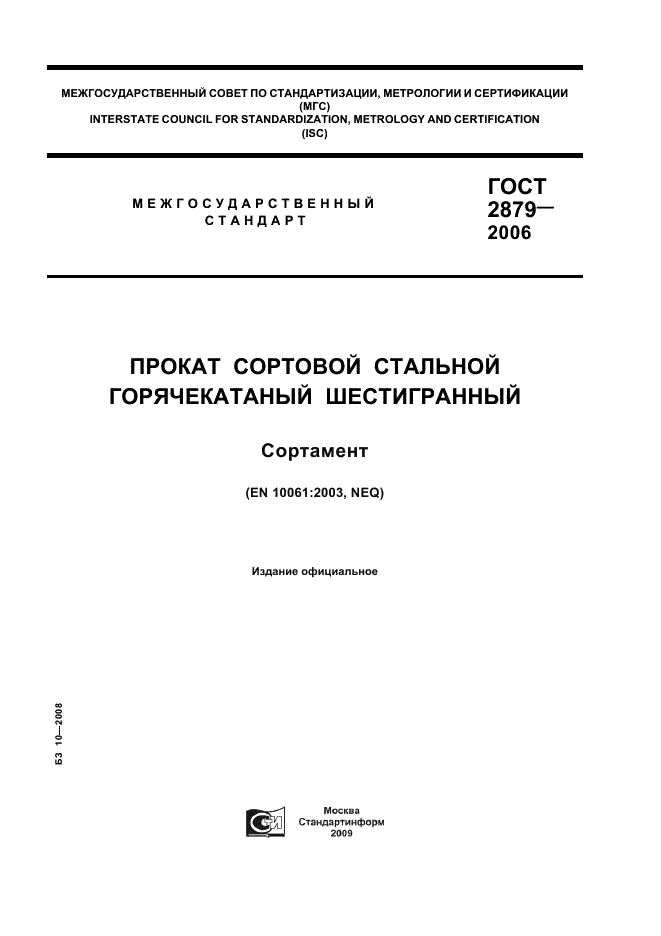 МЕЖГОСУДАРСТВЕННЫЙ СОВЕТ ПО СТАНДАРТИЗАЦИИ, МЕТРОЛОГИИ И СЕРТИФИКАЦИИ
(МГС)
INTERSTATE COUNCIL FOR STANDARDIZATION, METROLOGY AND CERTIFICATION
(ISC)
МЕЖГОСУДАРСТВЕННЫЙ
СТАНДАРТ
ГОСТ
2879—
2006
ПРОКАТ СОРТОВОЙ СТАЛЬНОЙ
ГОРЯЧЕКАТАНЫЙ ШЕСТИГРАННЫЙ
Сортамент
(EN 10061:2003, NEQ)
Издание официальное
БЗ 10—2008
Москва
Стандартинформ
2009